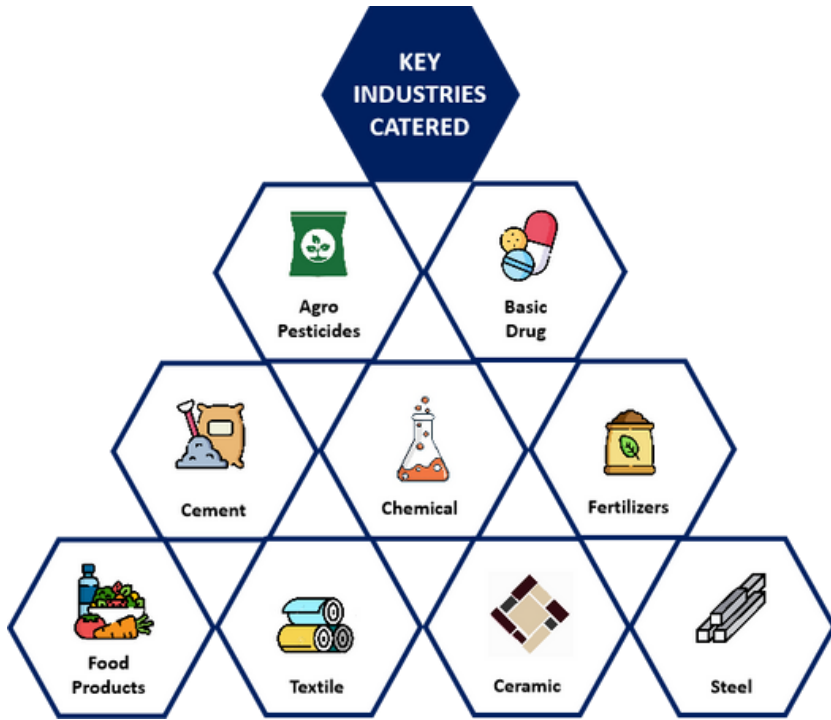 KEY
INDUSTRIES
CATERED
Agro
Pesticides
Basic
Drug
Cement
Chemical
Fertilizers
Food
Products
Textile
Ceramic
Steel